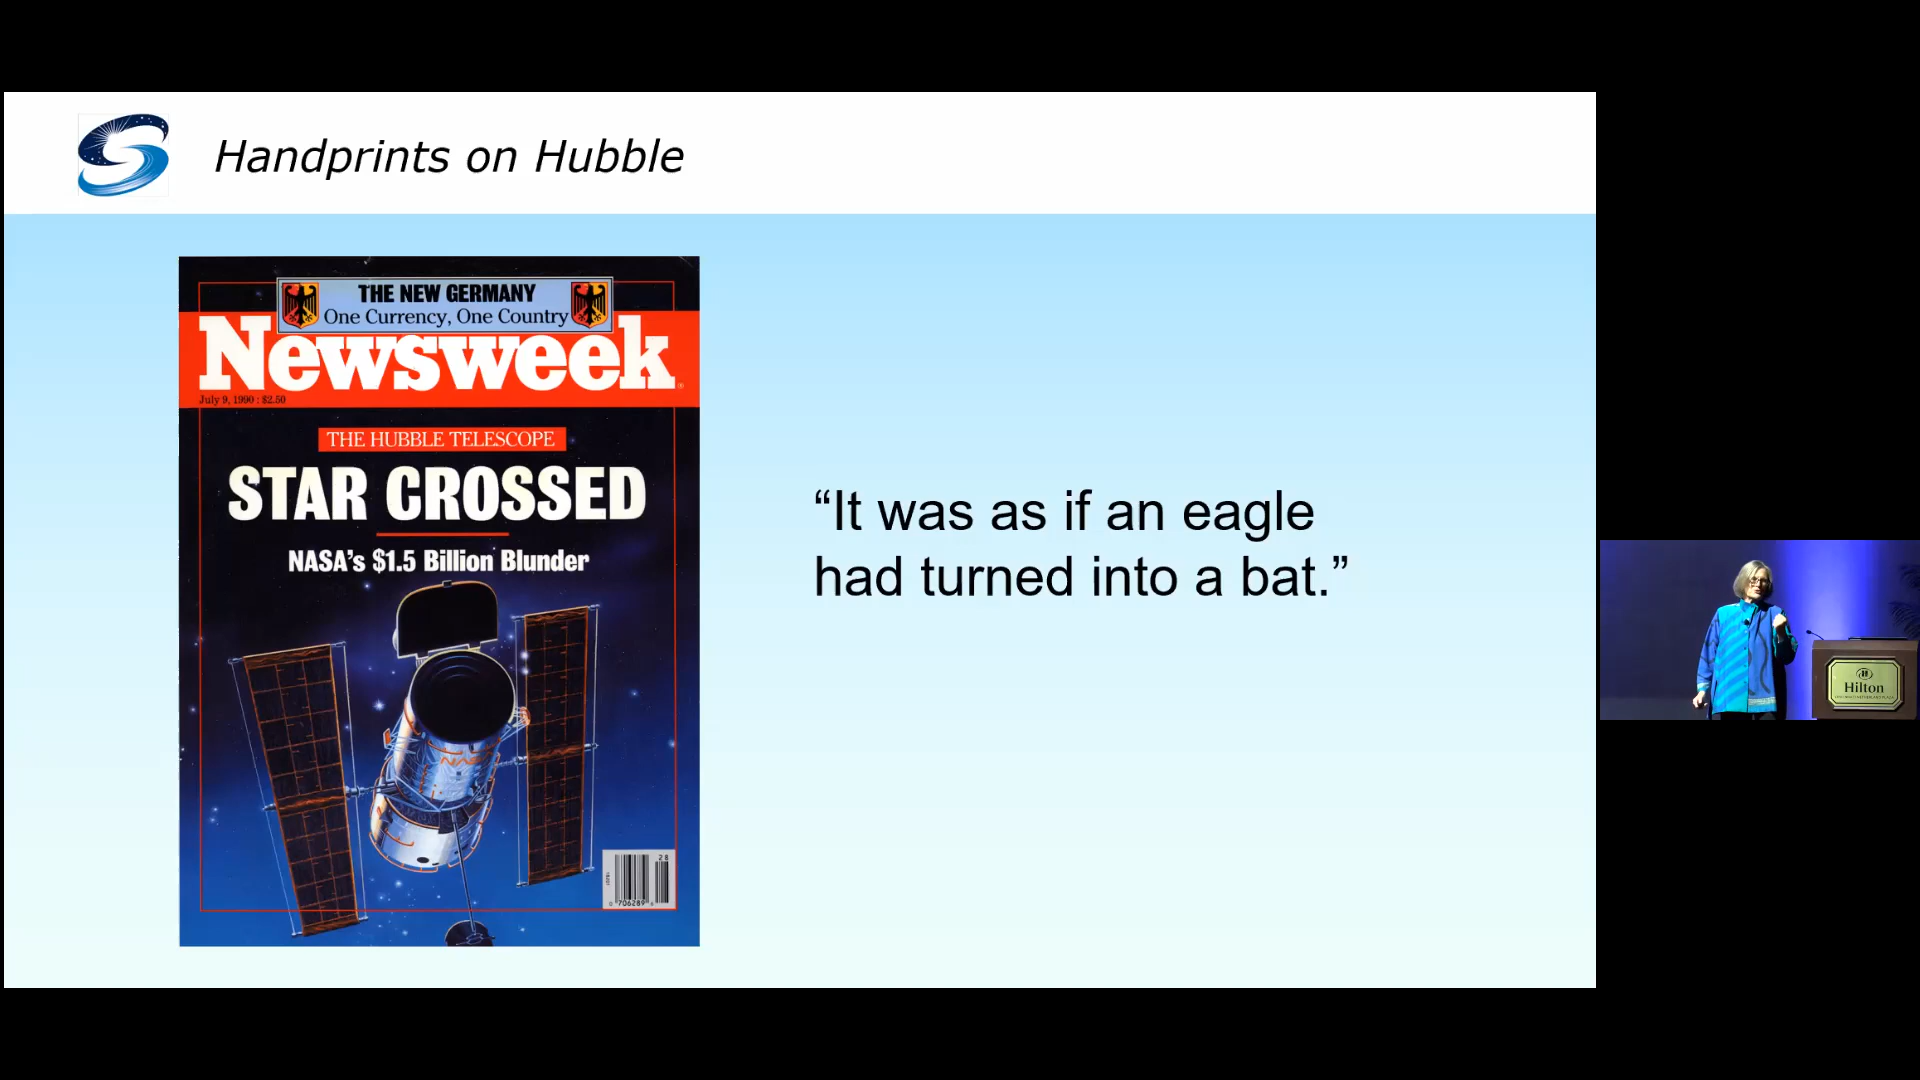 Handprints on Hubble
THE NEW GERMANY
One Currency, One Country
Newsweek
July 9, 1990 : $2.50
THE HUBBLE TELESCOPE
STAR CROSSED
NASA's $1.5 Billion Blunder
“It was as if an eagle
had turned into a bat.”
Hilton